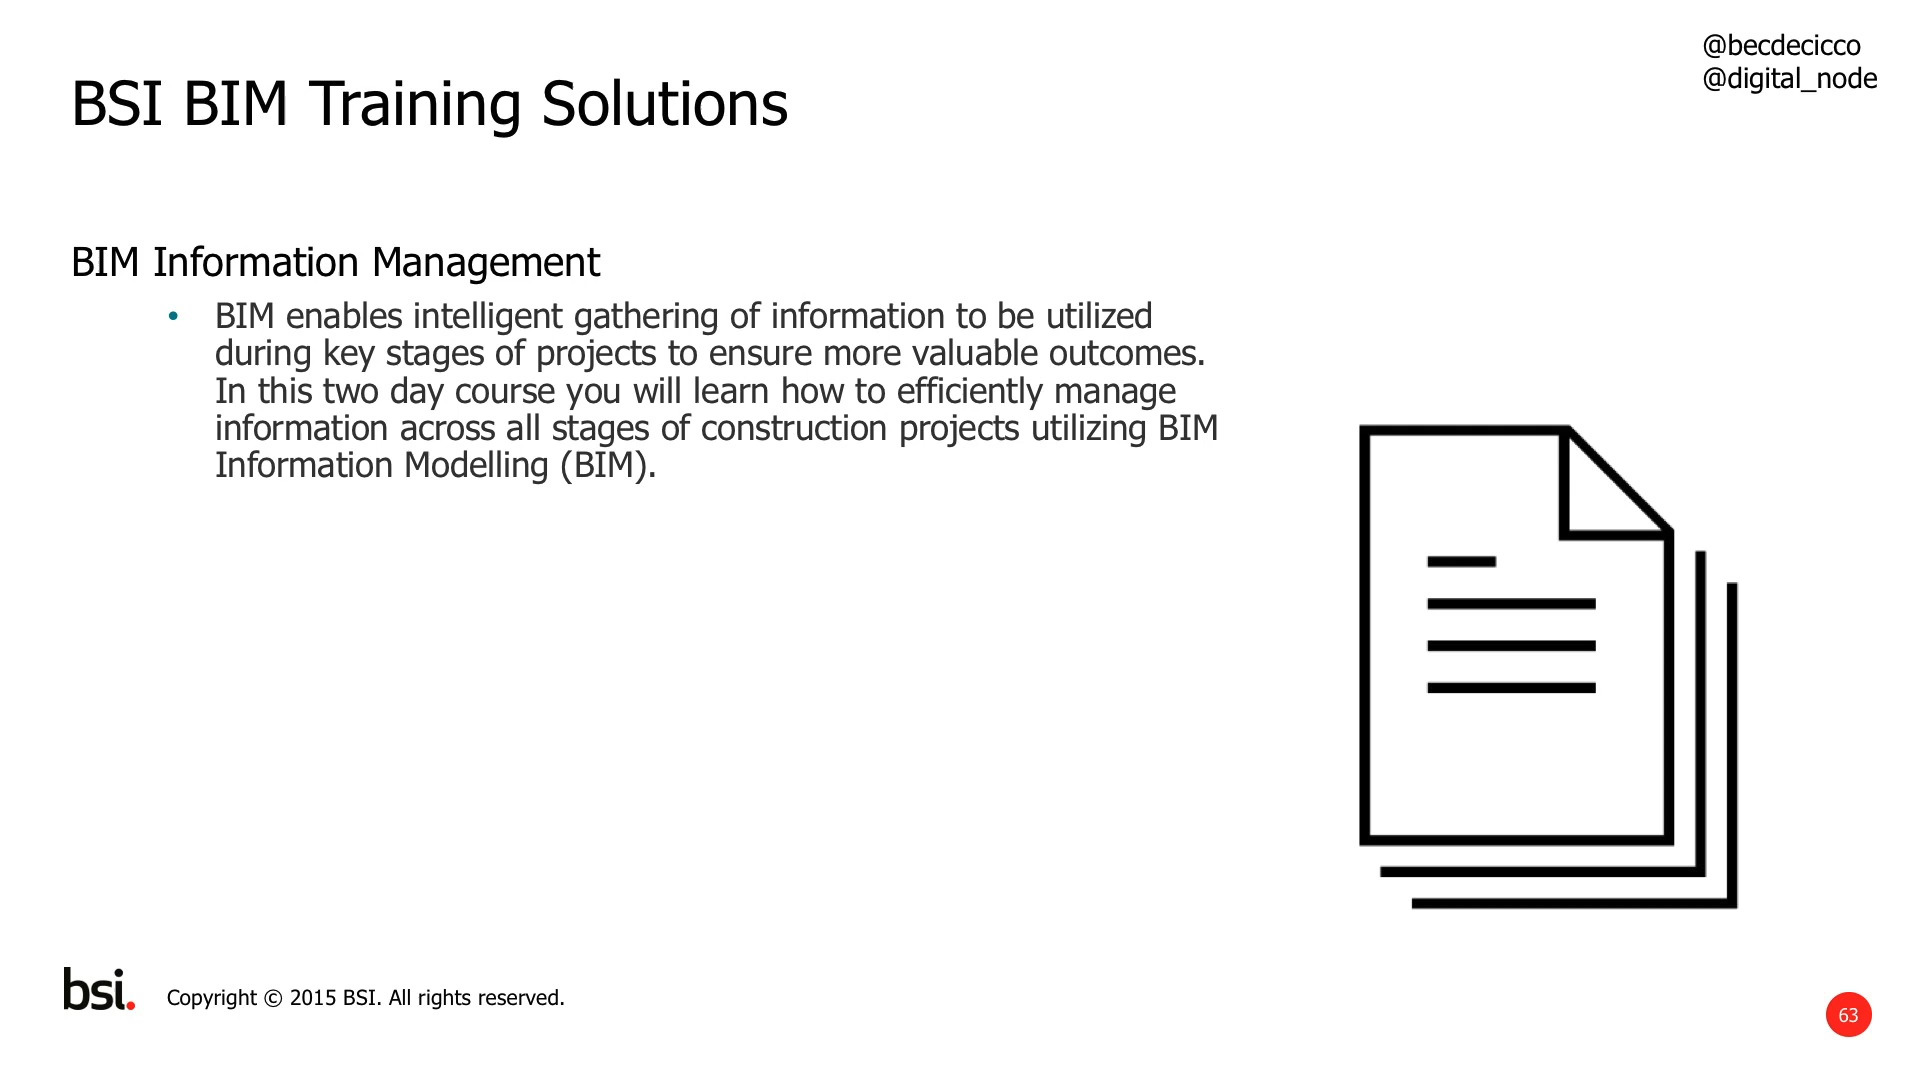 @becdecicco
@digital_node
BSI BIM Training Solutions
BIM Information Management
• BIM enables intelligent gathering of information to be utilized
during key stages of projects to ensure more valuable outcomes.
In this two day course you will learn how to efficiently manage
information across all stages of construction projects utilizing BIM
Information Modelling (BIM).
bsi.
Copyright © 2015 BSI. All rights reserved.
63